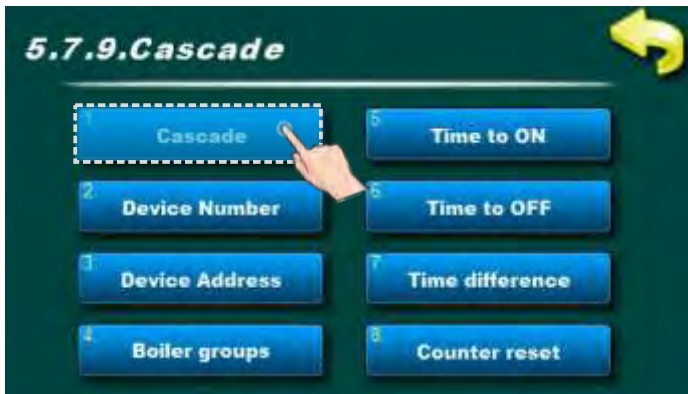 5.7.9.Cascade
1 Cascade
2. Device Number
3. Device Address
4. Boiler groups
5 Time to ON
6. Time to OFF
7 Time difference
8. Counter reset